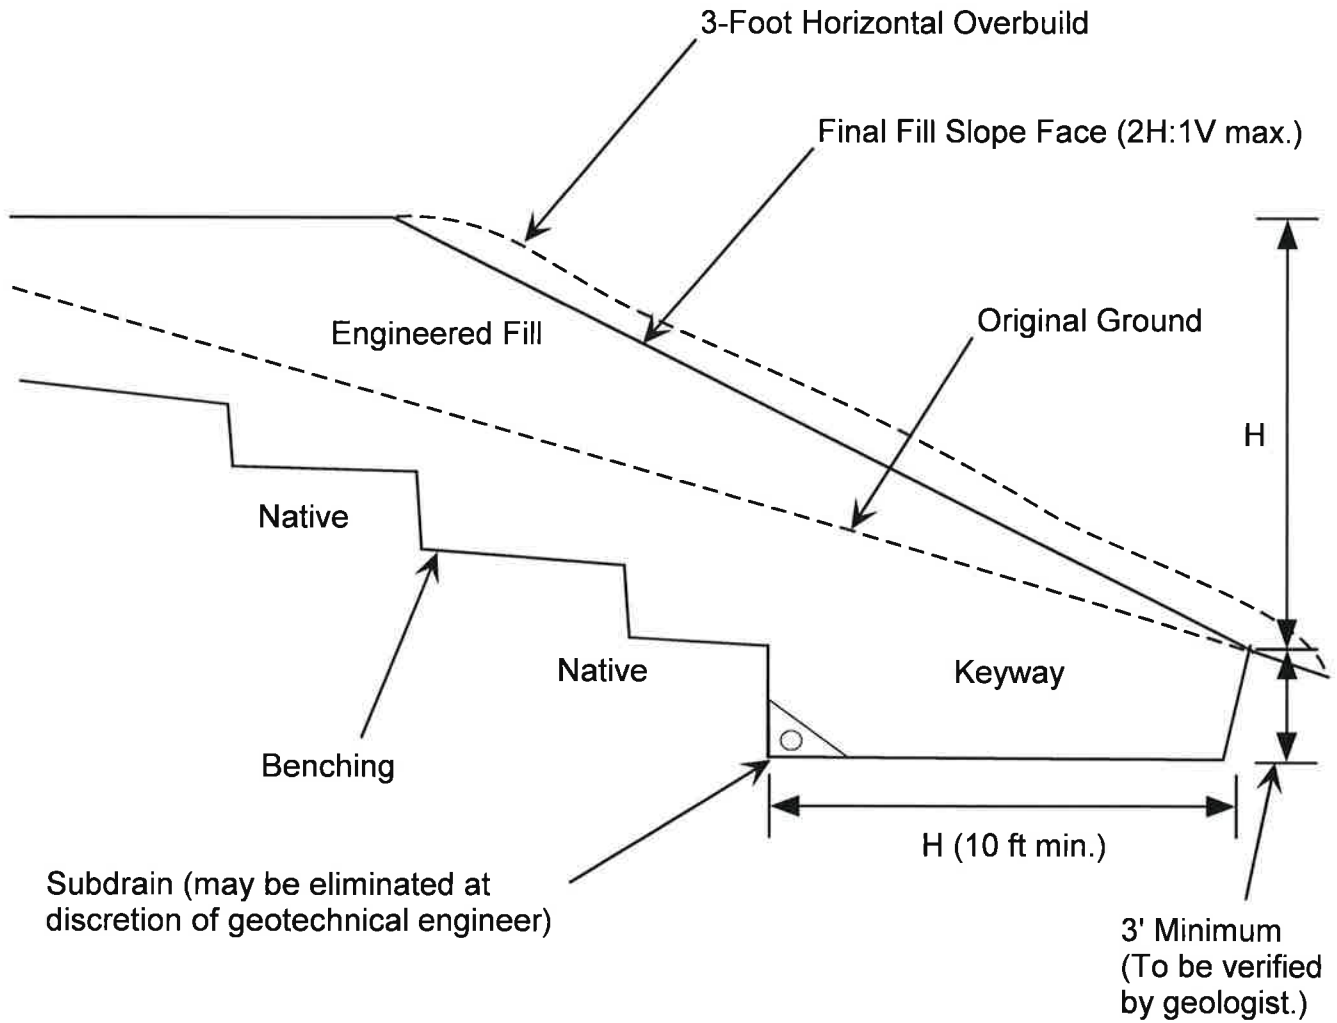 3-Foot Horizontal Overbuild
Final Fill Slope Face (2H:1V max.)
Original Ground
Engineered Fill
H
Native
Native
Keyway
Benching
H (10 ft min.)
Subdrain (may be eliminated at
discretion of geotechnical engineer)
3' Minimum
(To be verified
by geologist.)